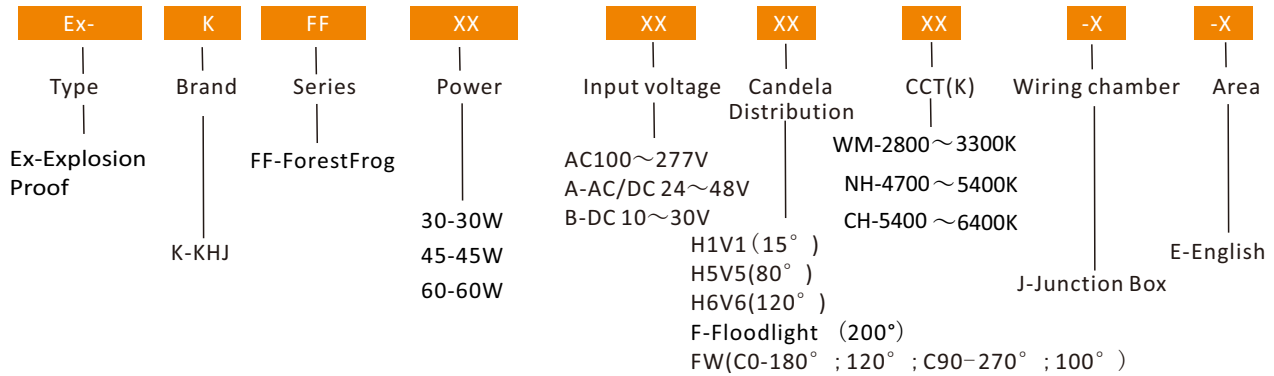 Ex- K FF XX XX XX XX -X -X
Type Brand Series Power Input voltage Candela Distribution CCT(K) Wiring chamber Area
Ex-Explosion
Proof
K-KHJ
FF-ForestFrog
30-30W
45-45W
60-60W
AC100～277V
A-AC/DC 24～48V
B-DC 10～30V
H1V1（15°）
H5V5(80°)
H6V6(120°)
F-Floodlight （200°）
FW(C0-180°;120°;C90-270°;100°)
WM-2800～3300K
NH-4700～5400K
CH-5400～6400K
J-Junction Box
E-English